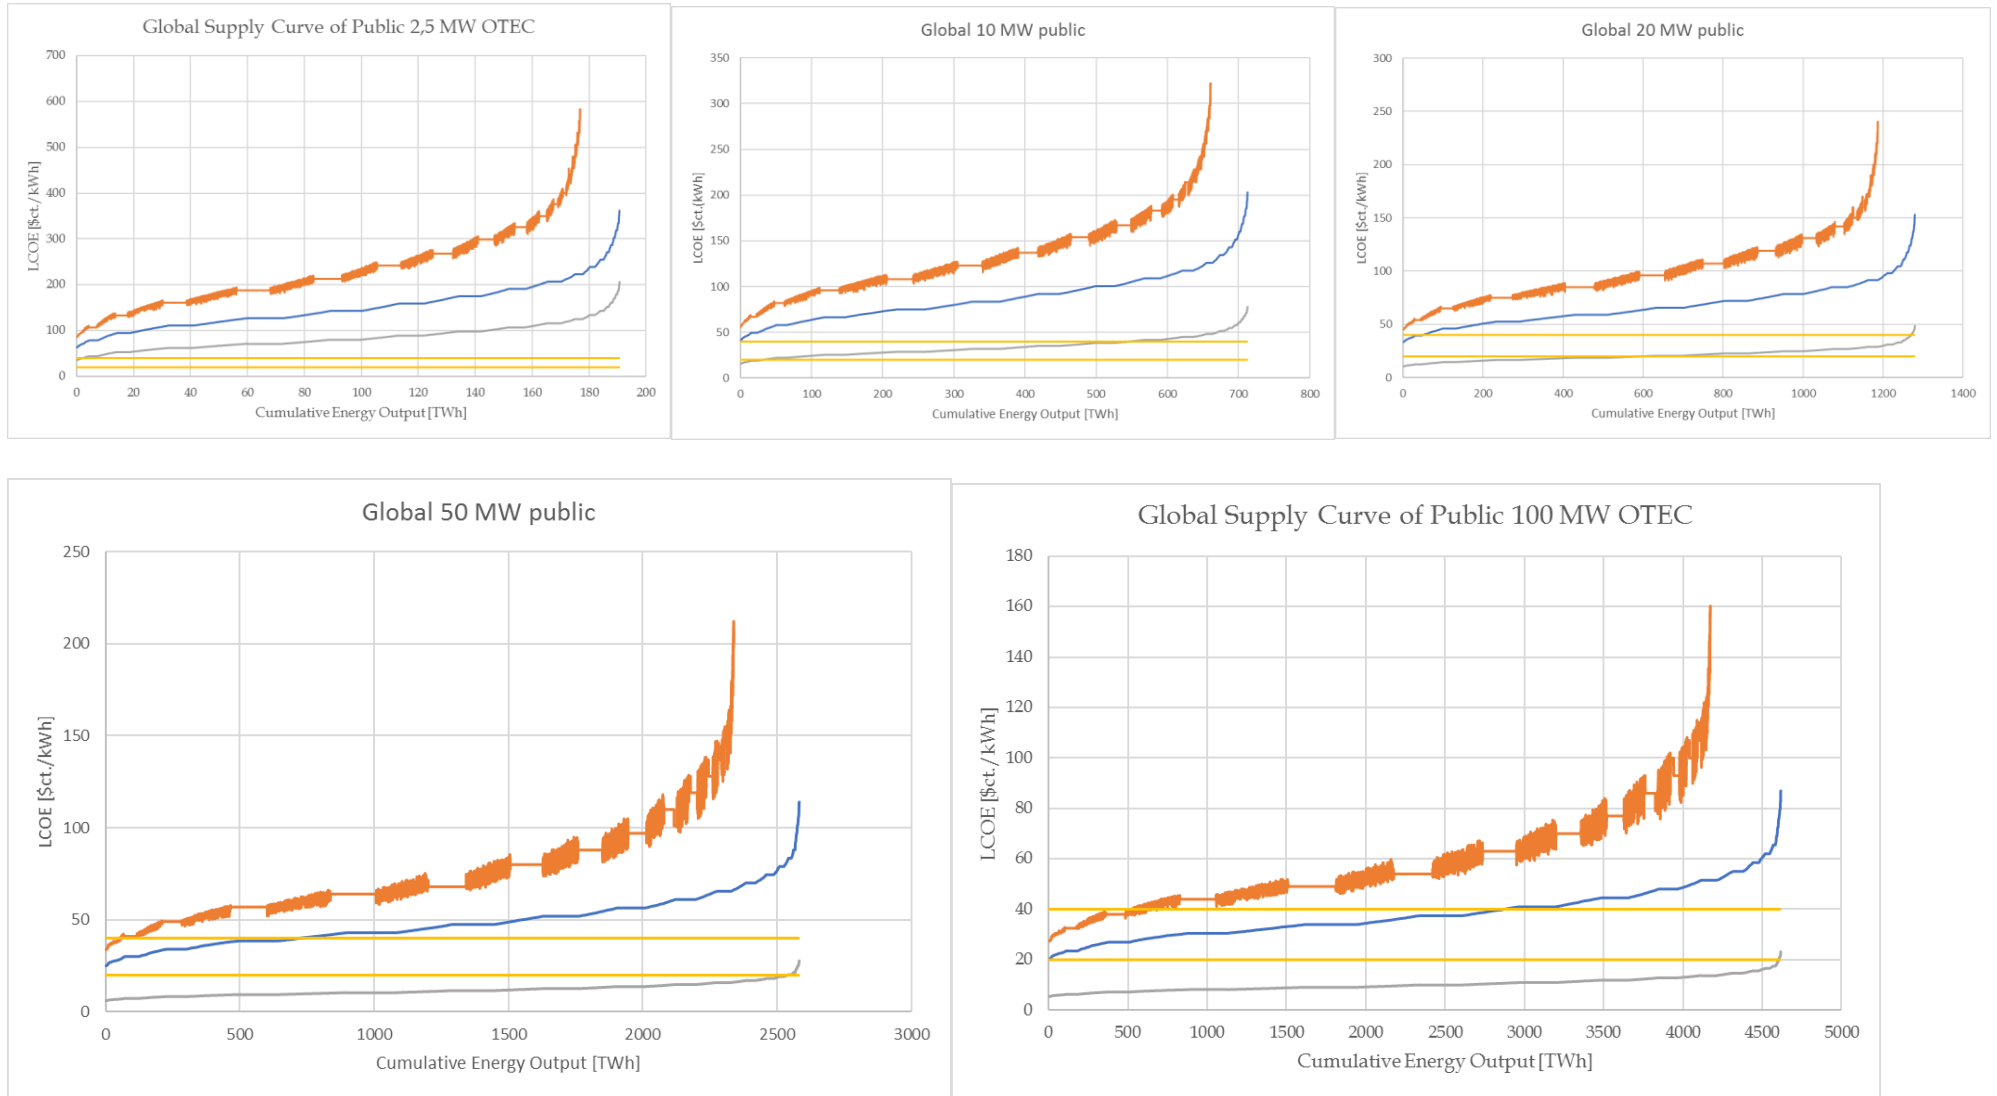 Global Supply Curve of Public 2,5 MW OTEC
700
600
500
400
300
200
100
0
LCOE [$ct./kWh]
0 20 40 60 80 100 120 140 160 180 200
Cumulative Energy Output [TWh]
Global 10 MW public
350
300
250
200
150
100
50
0
LCOE [$ct.(kWh]
0 100 200 300 400 500 600 700 800
Cumulative Energy Output [TWh]
Global 20 MW public
300
250
200
150
100
50
0
LCOE [$ct./kWh]
0 200 400 600 800 1000 1200 1400
Cumulative Energy Output [TWh]
Global 50 MW public
250
200
150
100
50
0
LCOE [$ct./kWh]
0 500 1000 1500 2000 2500 3000
Cumulative Energy Output [TWh]
Global Supply Curve of Public 100 MW OTEC
180
160
140
120
100
80
60
40
20
0
LCOE [$ct./kWh]
0 500 1000 1500 2000 2500 3000 3500 4000 4500 5000
Cumulative Energy Output [TWh]